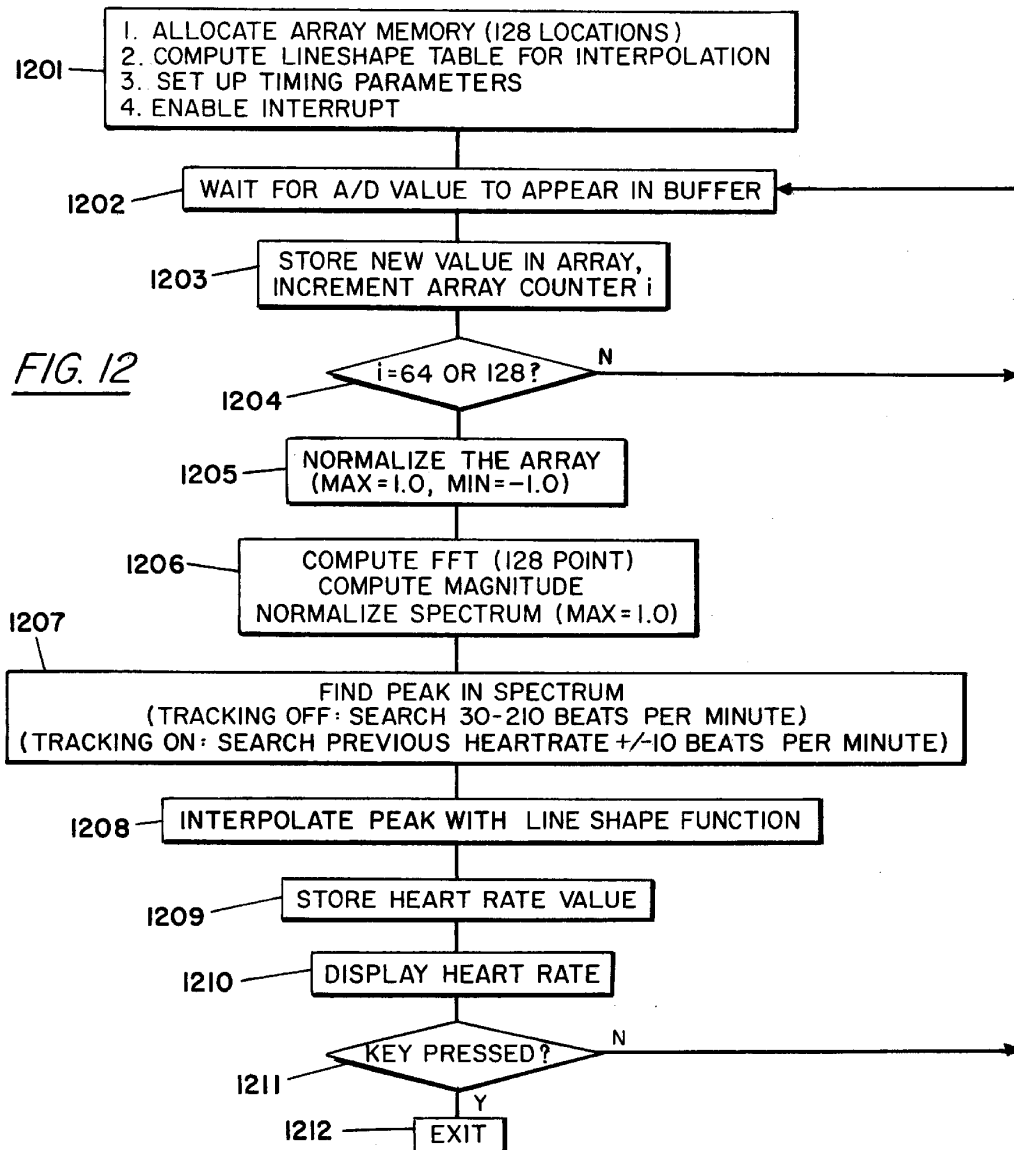 1. ALLOCATE ARRAY MEMORY (128 LOCATIONS)
2. COMPUTE LINESHAPE TABLE FOR INTERPOLATION
3. SET UP TIMING PARAMETERS
4. ENABLE INTERRUPT
1201
WAIT FOR A/D VALUE TO APPEAR IN BUFFER
1202
STORE NEW VALUE IN ARRAY,
INCREMENT ARRAY COUNTER i
1203
FIG. 12
i=64 OR 128?
N
1204
NORMALIZE THE ARRAY
(MAX=1.0, MIN=-1.0)
1205
COMPUTE FFT (128 POINT)
COMPUTE MAGNITUDE
NORMALIZE SPECTRUM (MAX=1.0)
1206
1207
FIND PEAK IN SPECTRUM
(TRACKING OFF: SEARCH 30-210 BEATS PER MINUTE)
(TRACKING ON: SEARCH PREVIOUS HEARTRATE +/-10 BEATS PER MINUTE)
INTERPOLATE PEAK WITH LINE SHAPE FUNCTION
1208
STORE HEART RATE VALUE
1209
DISPLAY HEART RATE
1210
KEY PRESSED?
N
1211
Y
EXIT
1212